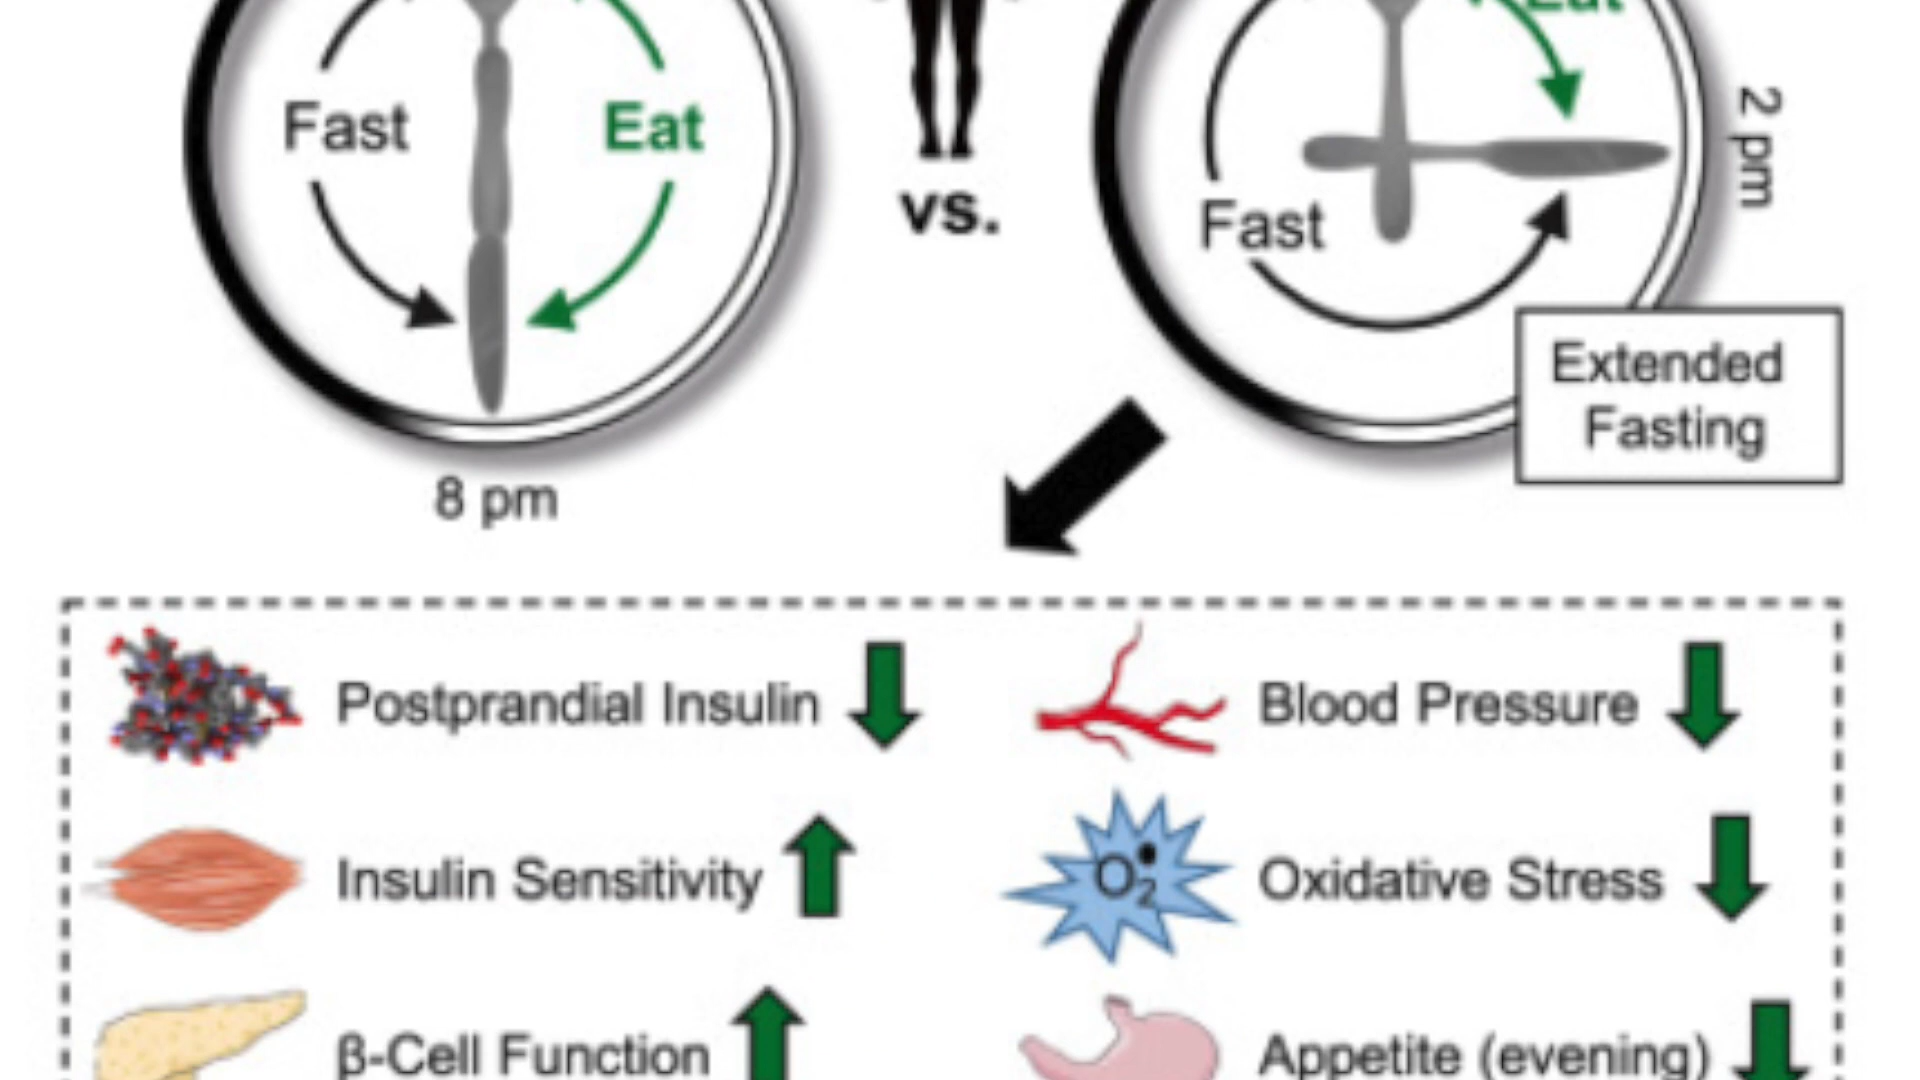 Eat
Fast
Eat
2 pm
vs.
Fast
Extended
Fasting
8 pm
Postprandial Insulin
Blood Pressure
Insulin Sensitivity
O2
Oxidative Stress
β-Cell Function
Appetite (evening)